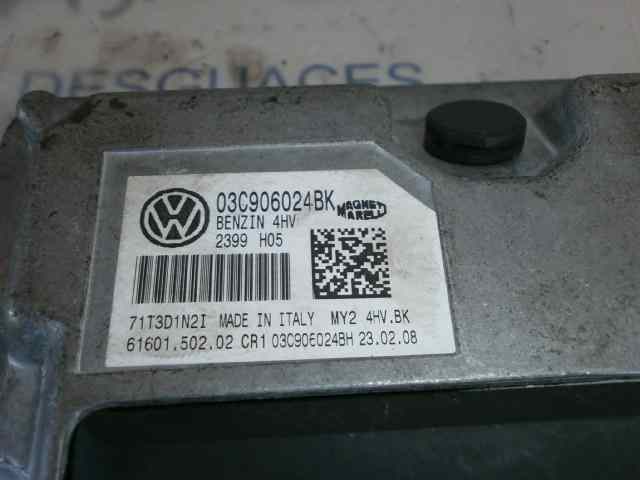 DESGUACES
VW
03C906024BK
MAGNETI
MARELLI
BENZIN 4HV
2399 H05
71T3D1N2I MADE IN ITALY MY2 4HV.BK
61601.502.02 CR1 03C906024BH 23.02.08